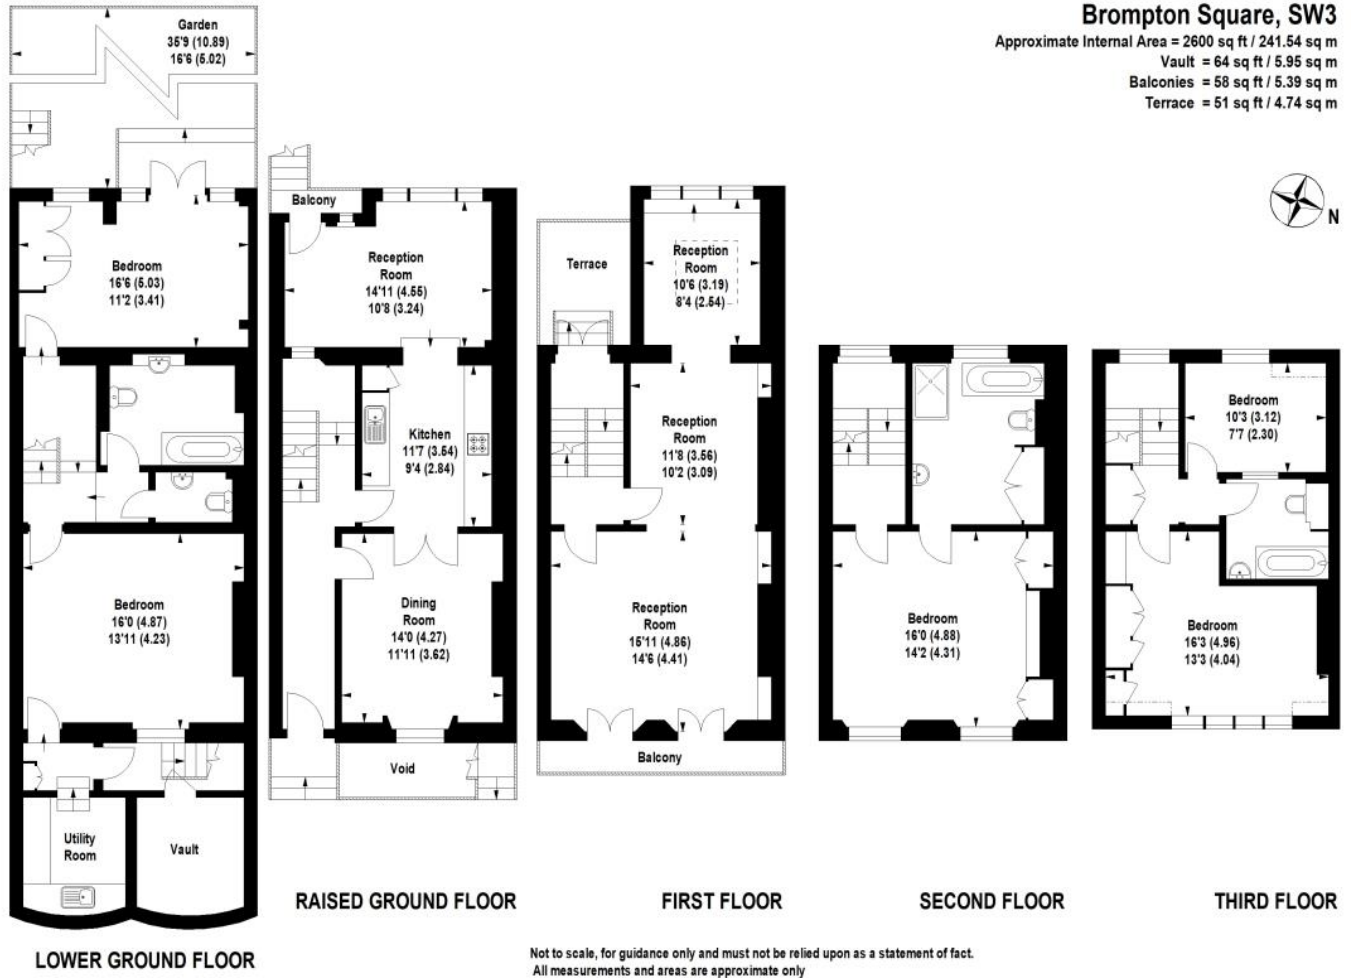 Brompton Square, SW3
Approximate Internal Area = 2600 sq ft / 241.54 sq m
Vault = 64 sq ft / 5.95 sq m
Balconies = 58 sq ft / 5.39 sq m
Terrace = 51 sq ft / 4.74 sq m
N
Garden
35'9 (10.89)
16'6 (5.02)
Bedroom
16'6 (5.03)
11'2 (3.41)
Bedroom
16'0 (4.87)
13'11 (4.23)
Utility
Room
Vault
LOWER GROUND FLOOR
Balcony
Reception
Room
14'11 (4.55)
10'8 (3.24)
Kitchen
11'7 (3.54)
9'4 (2.84)
Dining
Room
14'0 (4.27)
11'11 (3.62)
Void
RAISED GROUND FLOOR
Terrace
Reception
Room
10'6 (3.19)
8'4 (2.54)
Reception
Room
11'8 (3.56)
10'2 (3.09)
Reception
Room
15'11 (4.86)
14'6 (4.41)
Balcony
FIRST FLOOR
Bedroom
16'0 (4.88)
14'2 (4.31)
SECOND FLOOR
Bedroom
10'3 (3.12)
7'7 (2.30)
Bedroom
16'3 (4.96)
13'3 (4.04)
THIRD FLOOR
Not to scale, for guidance only and must not be relied upon as a statement of fact.
All measurements and areas are approximate only